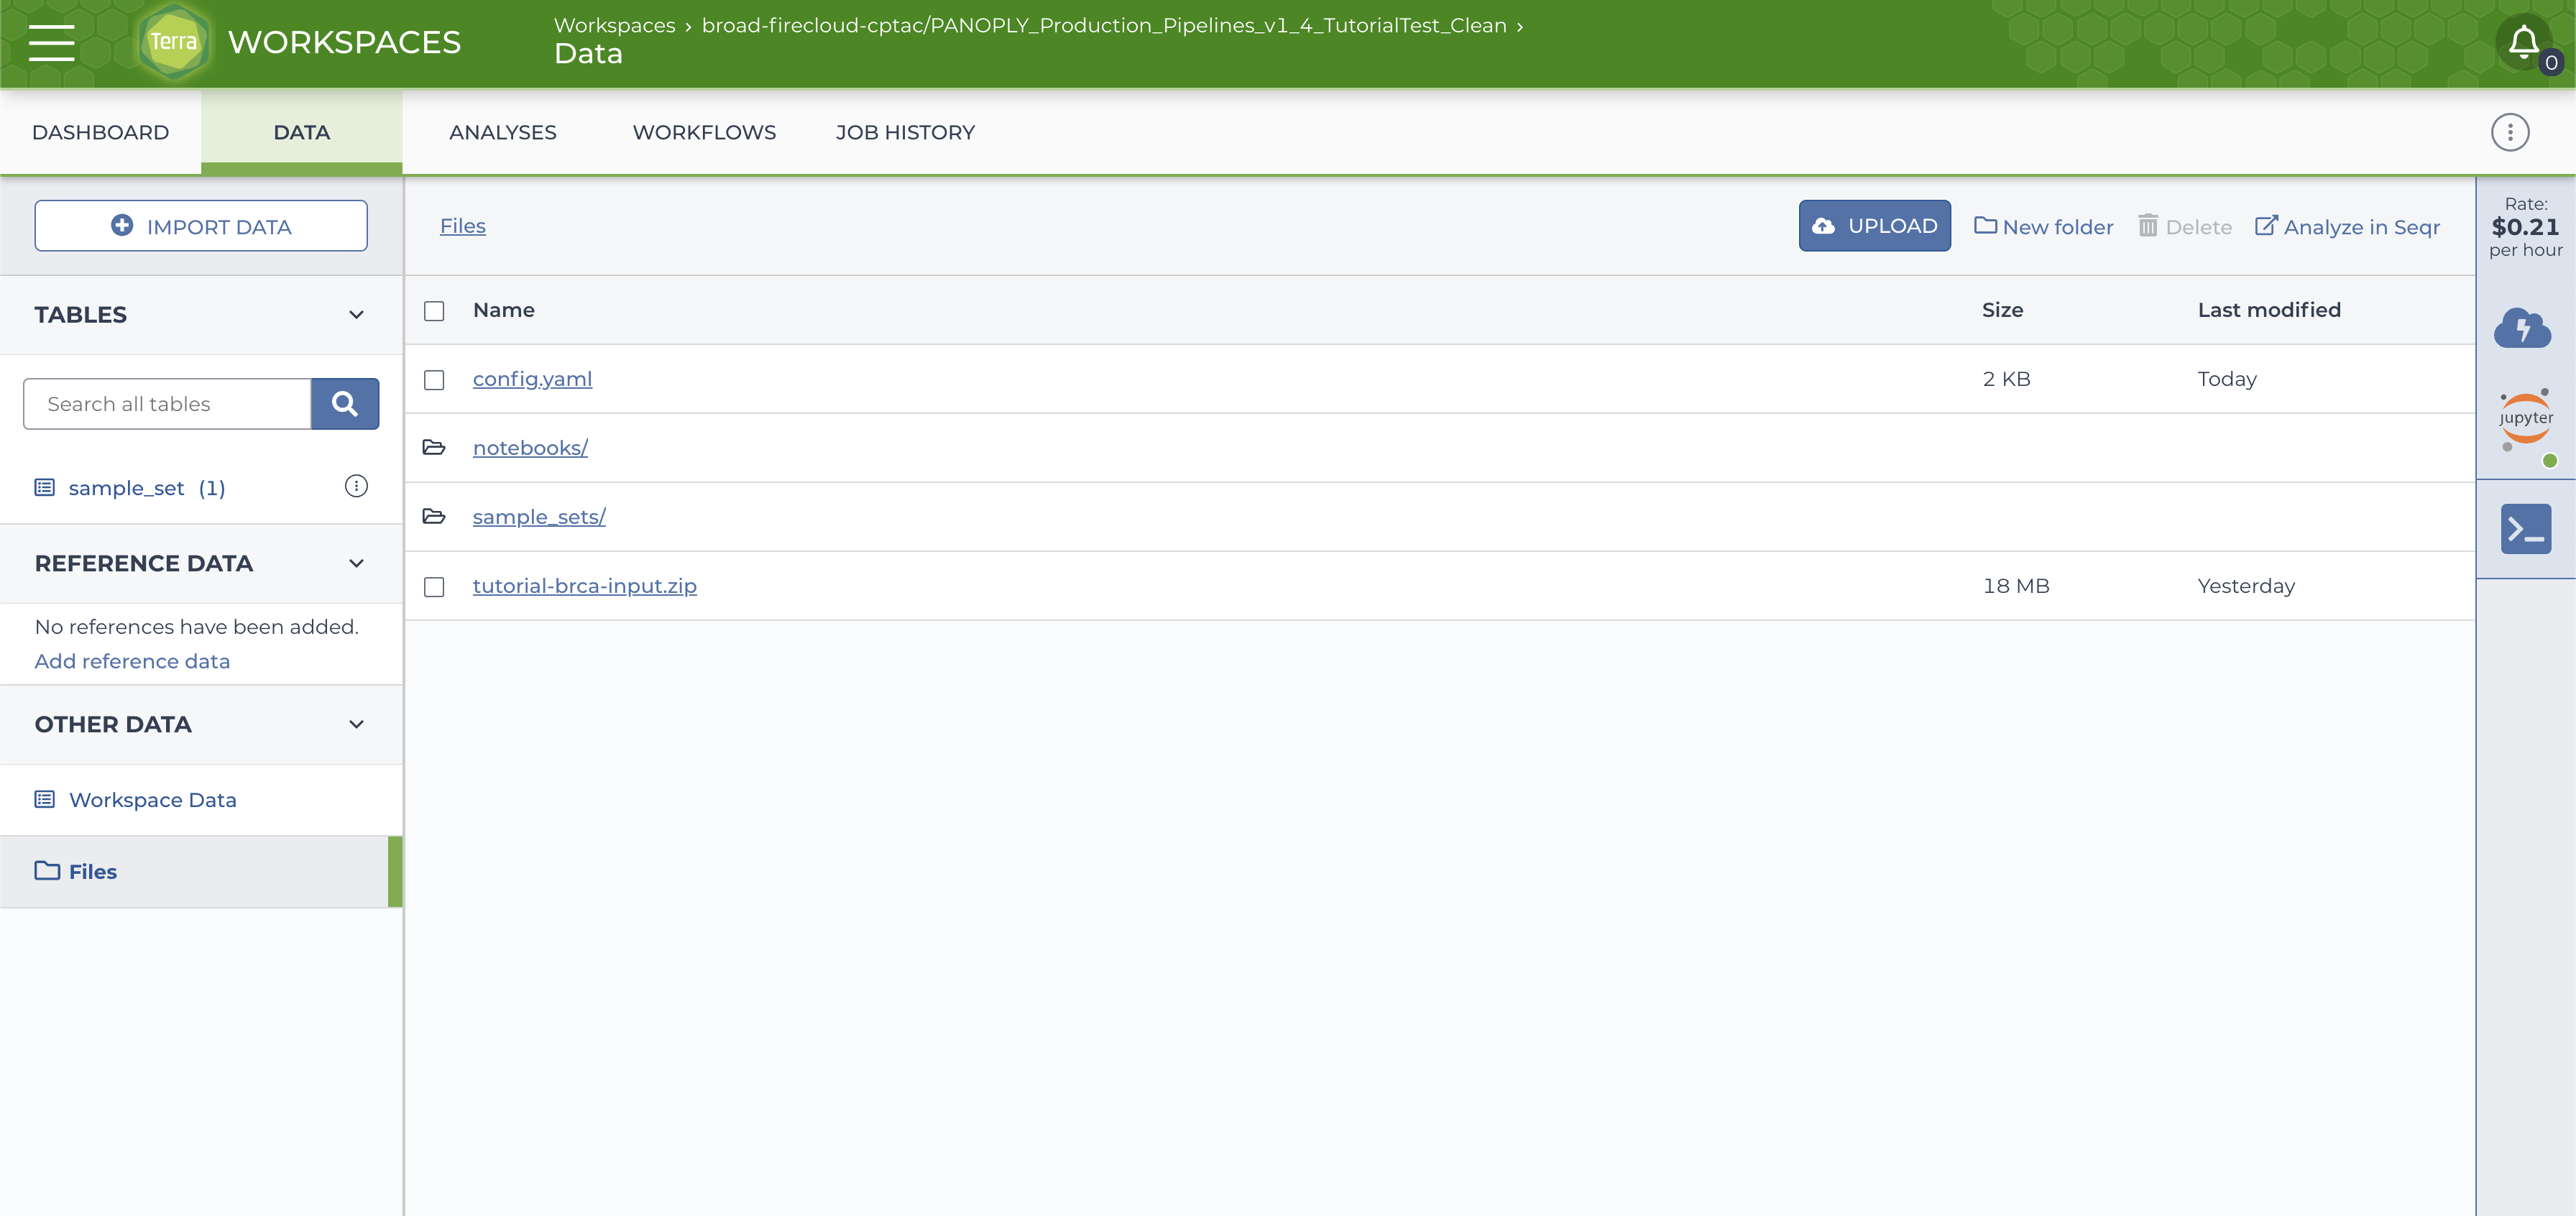 Terra
WORKSPACES
Workspaces › broad-firecloud-cptac/PANOPLY_Production_Pipelines_v1_4_TutorialTest_Clean ›
Data
0
DASHBOARD
DATA
ANALYSES
WORKFLOWS
JOB HISTORY
IMPORT DATA
TABLES
Search all tables
sample_set (1)
REFERENCE DATA
No references have been added.
Add reference data
OTHER DATA
Workspace Data
Files
Files
UPLOAD
New folder
Delete
Analyze in Seqr
Name Size Last modified
config.yaml 2 KB Today
notebooks/
sample_sets/
tutorial-brca-input.zip 18 MB Yesterday
Rate:
$0.21
per hour
jupyter